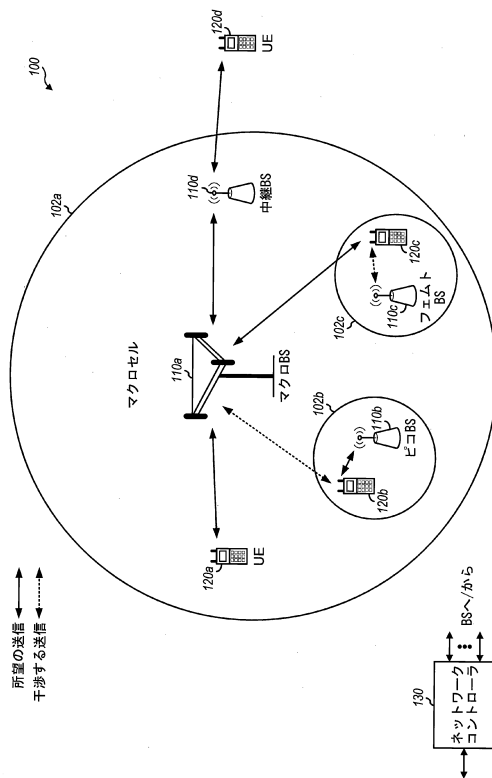 100
所望の送信
干渉する送信
102a
マクロセル
110a
マクロBS
120a
UE
110d
中継BS
120d
UE
102b
110b
ピコBS
120b
102c
110c
フェムト
BS
120c
130
ネットワーク
コントローラ
BSへ/から